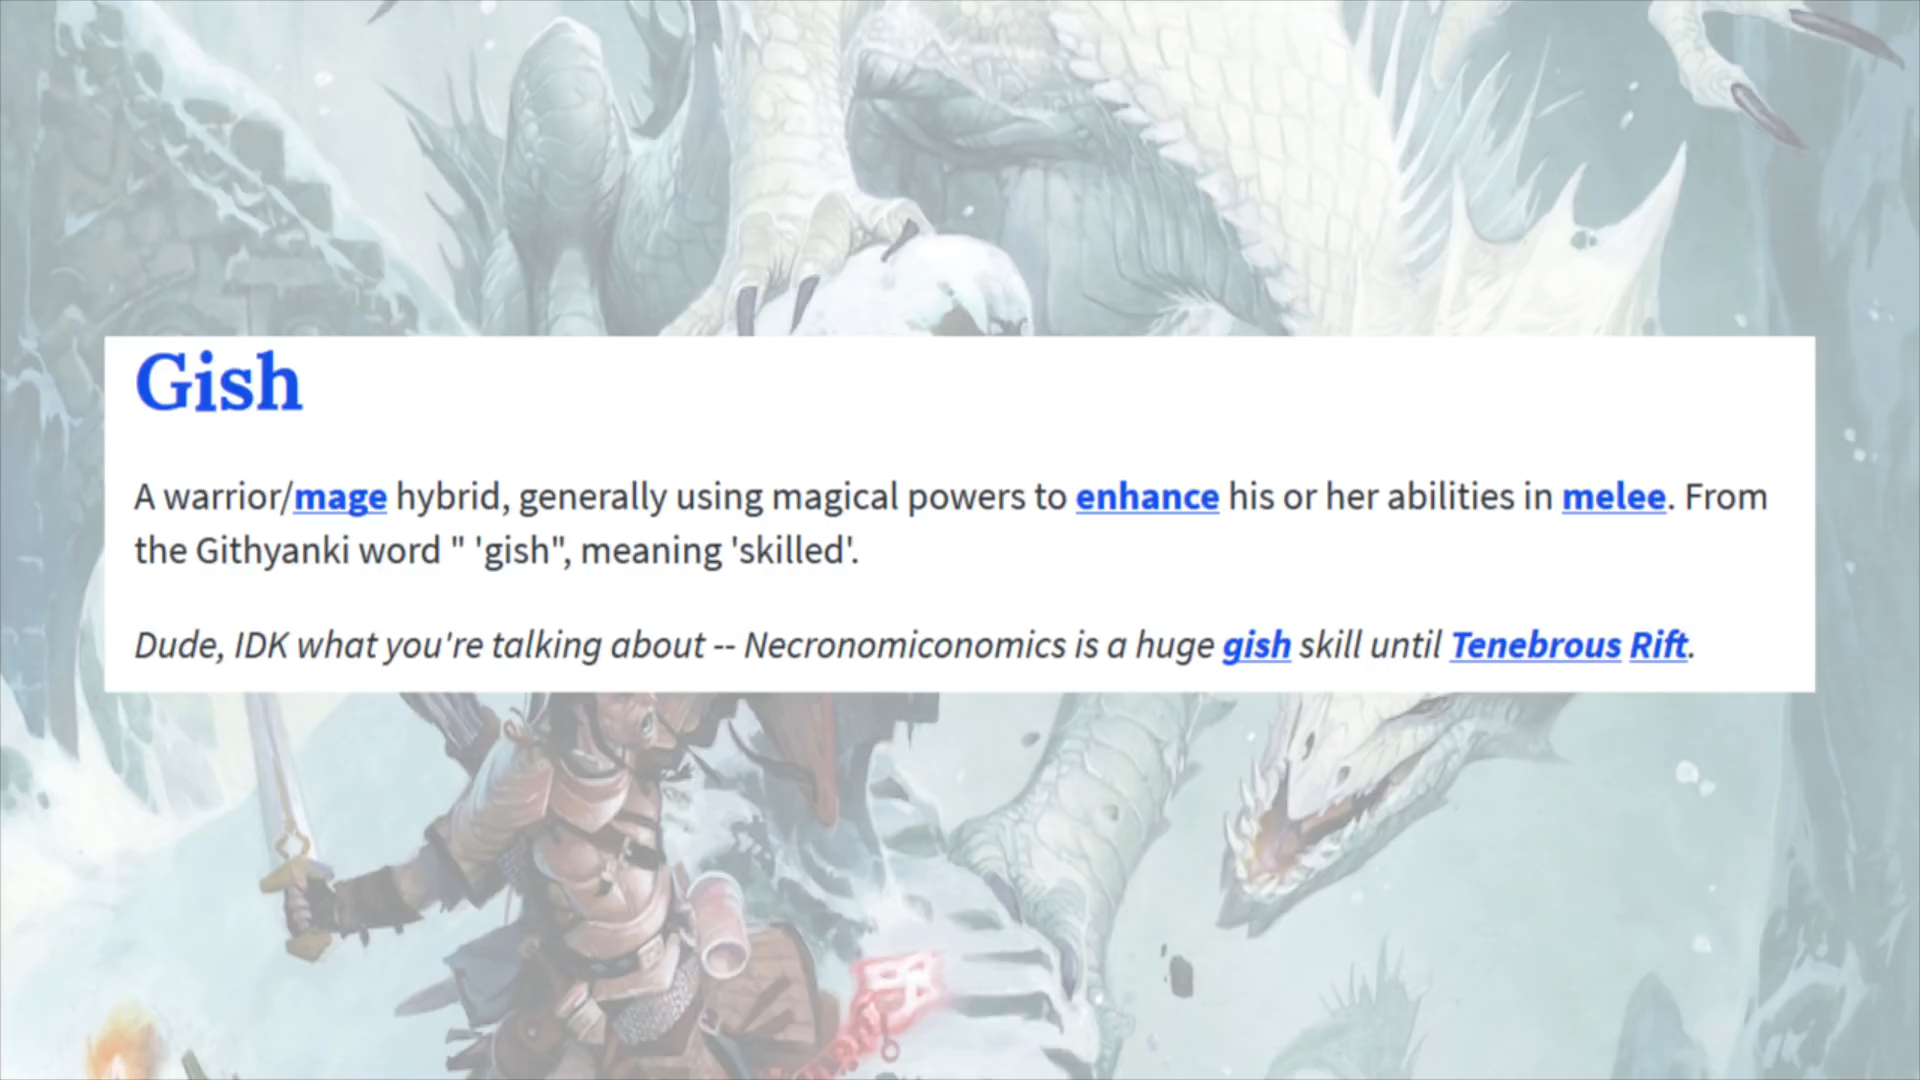 Gish
A warrior/mage hybrid, generally using magical powers to enhance his or her abilities in melee. From
the Githyanki word " 'gish", meaning 'skilled'.
Dude, IDK what you're talking about -- Necronomiconomics is a huge gish skill until Tenebrous Rift.